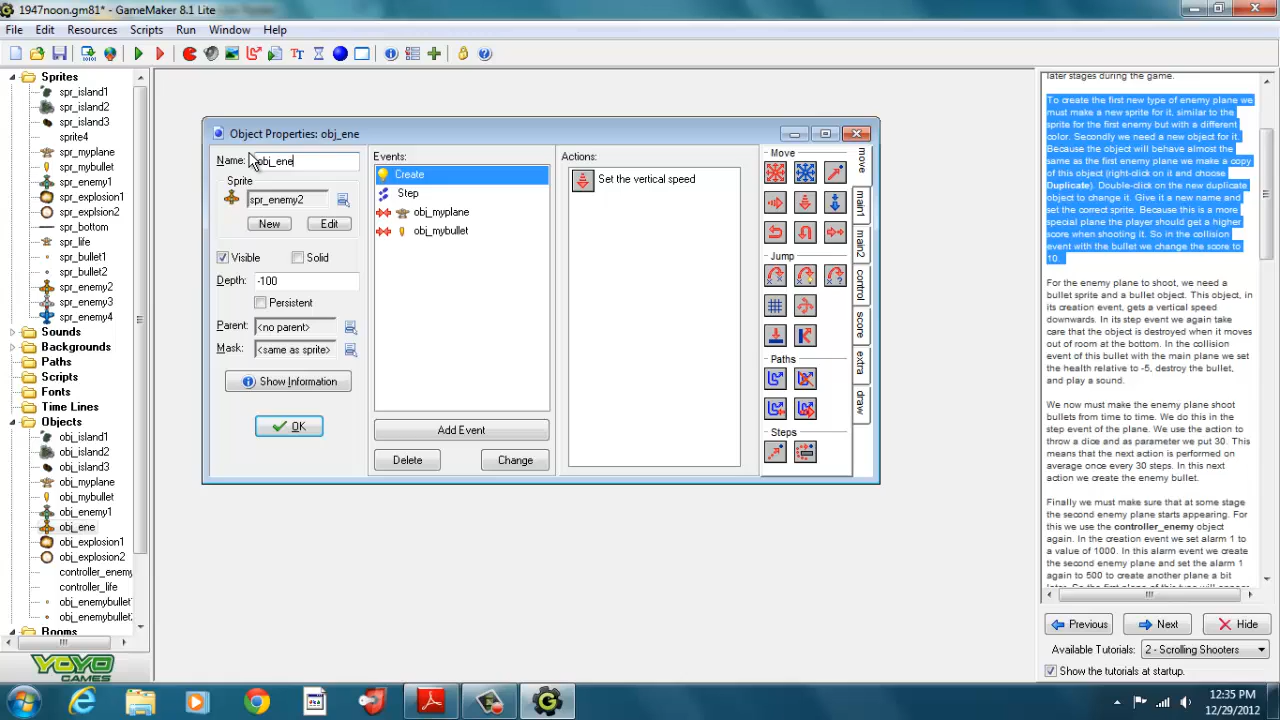 1947noon.gm81* - GameMaker 8.1 Lite
File Edit Resources Scripts Run Window Help
Sprites
spr_island1
spr_island2
spr_island3
sprite4
spr_myplane
spr_mybullet
spr_enemy1
spr_explosion1
spr_explsion2
spr_bottom
spr_life
spr_bullet1
spr_bullet2
spr_enemy2
spr_enemy3
spr_enemy4
Sounds
Backgrounds
Paths
Scripts
Fonts
Time Lines
Objects
obj_island1
obj_island2
obj_island3
obj_myplane
obj_mybullet
obj_enemy1
obj_ene
obj_explosion1
obj_explosion2
controller_enemy
controller_life
obj_enemybullet
obj_enemybullet
Rooms
YOYO
GAMES
Object Properties: obj_ene
Name: obj_ene
Sprite
spr_enemy2
New Edit
Visible Solid
Depth: -100
Persistent
Parent: <no parent>
Mask: <same as sprite>
Show Information
OK
Events:
Create
Step
obj_myplane
obj_mybullet
Add Event
Delete Change
Actions:
Set the vertical speed
Move
Jump
Paths
Steps
move
main1
main2
control
score
extra
draw
later stages during the game.
To create the first new type of enemy plane we
must make a new sprite for it, similar to the
sprite for the first enemy but with a different
color. Secondly we need a new object for it.
Because the object will behave almost the
same as the first enemy plane we make a copy
of this object (right-click on it and choose
Duplicate). Double-click on the new duplicate
object to change it. Give it a new name and
set the correct sprite. Because this is a more
special plane the player should get a higher
score when shooting it. So in the collision
event with the bullet we change the score to
10.
For the enemy plane to shoot, we need a
bullet sprite and a bullet object. This object, in
its creation event, gets a vertical speed
downwards. In its step event we again take
care that the object is destroyed when it moves
out of room at the bottom. In the collision
event of this bullet with the main plane we set
the health relative to -5, destroy the bullet,
and play a sound.
We now must make the enemy plane shoot
bullets from time to time. We do this in the
step event of the plane. We use the action to
throw a dice and as parameter we put 30. This
means that the next action is performed on
average once every 30 steps. In this next
action we create the enemy bullet.
Finally we must make sure that at some stage
the second enemy plane starts appearing. For
this we use the controller_enemy object
again. In the creation event we set alarm 1 to
a value of 1000. In this alarm event we create
the second enemy plane and set the alarm 1
again to 500 to create another plane a bit
Previous Next Hide
Available Tutorials: 2 - Scrolling Shooters
Show the tutorials at startup.
12:35 PM
12/29/2012